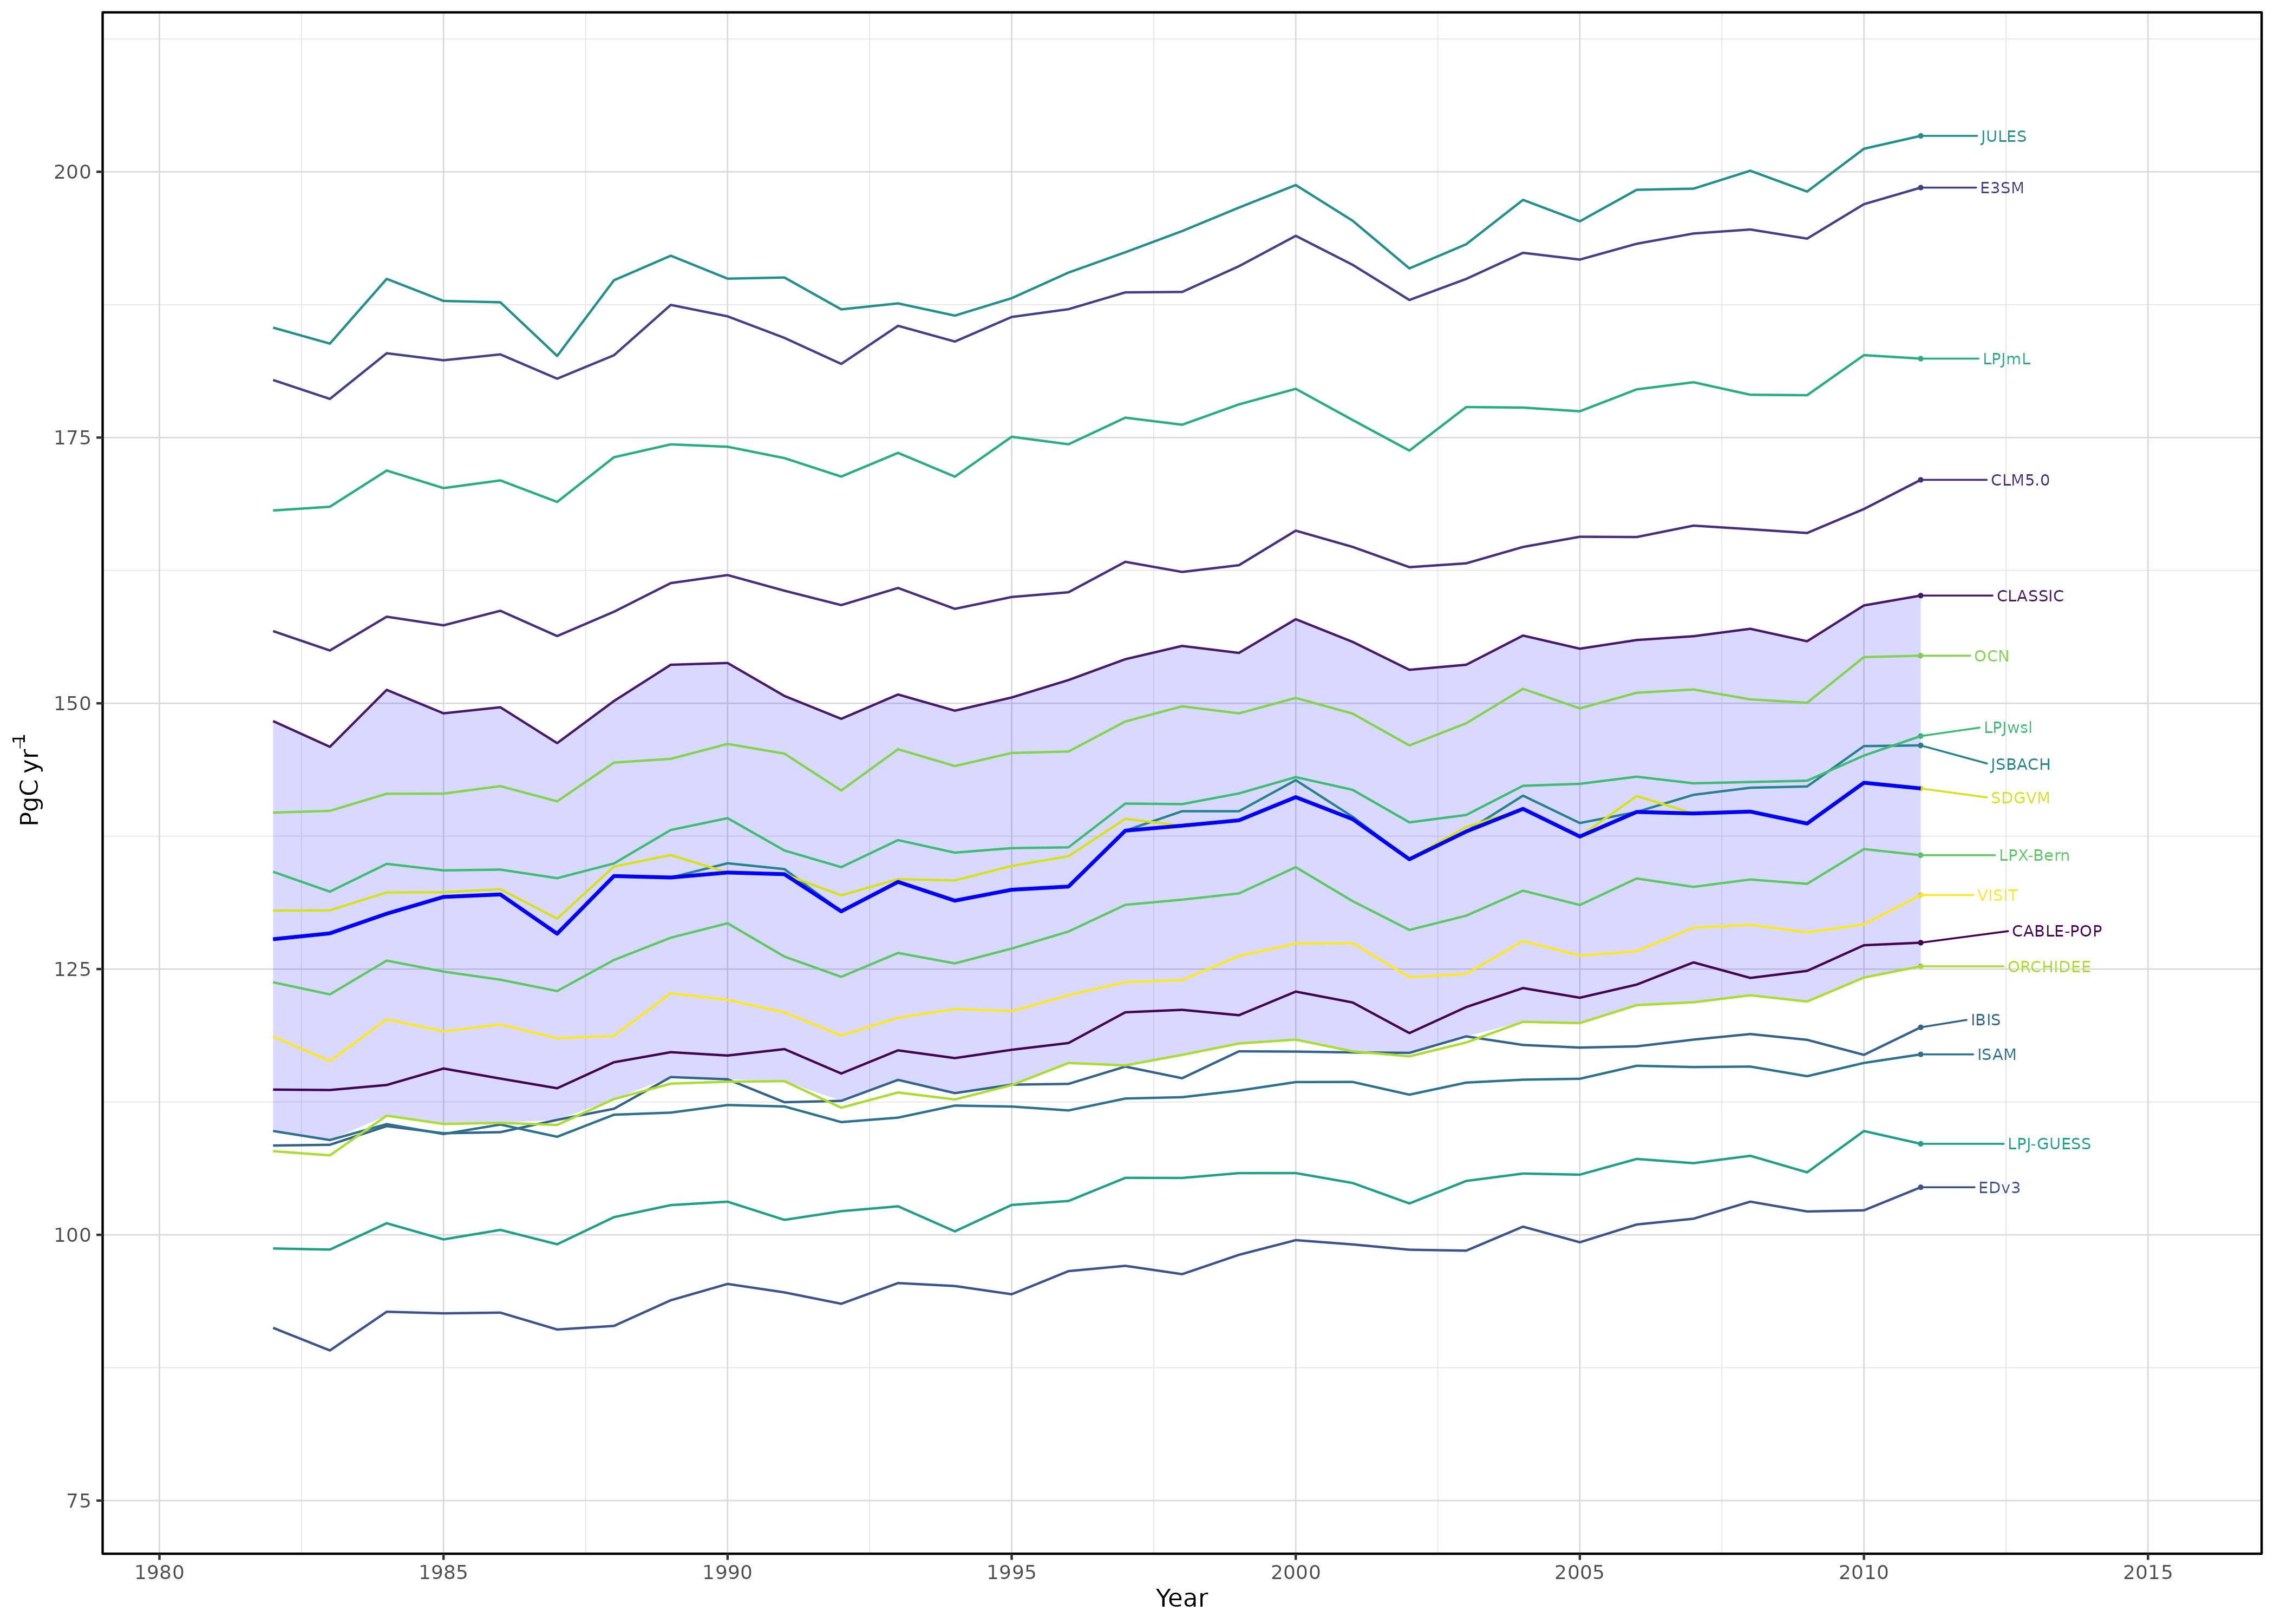 PgC yr⁻¹
200
175
150
125
100
75
JULES
E3SM
LPJmL
CLM5.0
CLASSIC
OCN
LPJwsl
JSBACH
SDGVM
LPX-Bern
VISIT
CABLE-POP
ORCHIDEE
IBIS
ISAM
LPJ-GUESS
EDv3
1980 1985 1990 1995 2000 2005 2010 2015
Year